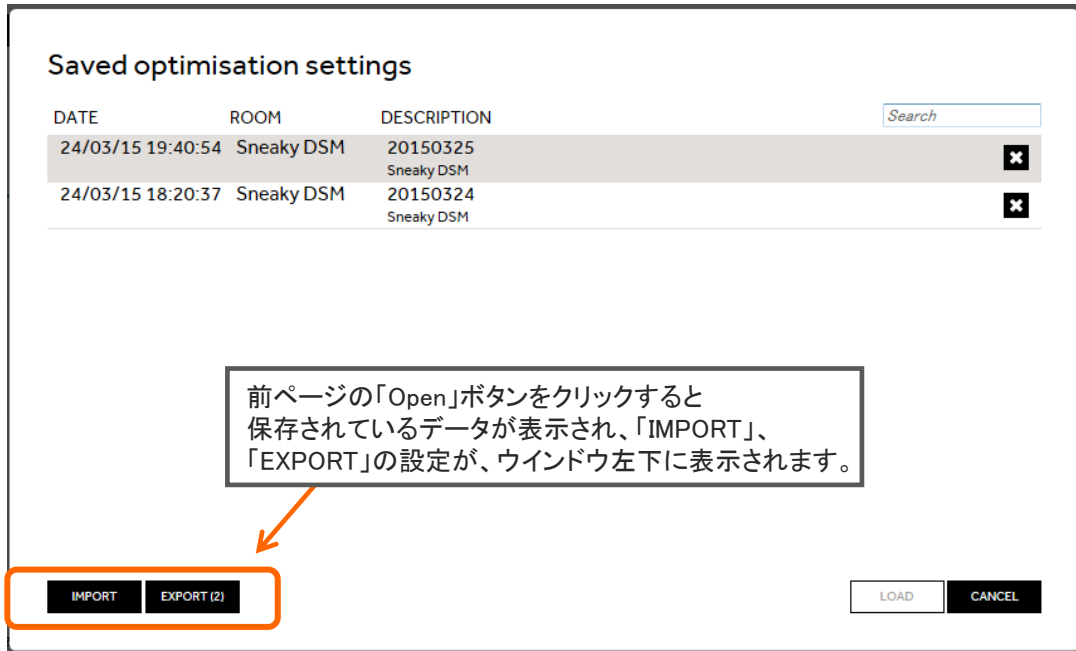 Saved optimisation settings
DATE ROOM DESCRIPTION Search
24/03/15 19:40:54 Sneaky DSM 20150325
Sneaky DSM
24/03/15 18:20:37 Sneaky DSM 20150324
Sneaky DSM
前ページの「Open」ボタンをクリックすると
保存されているデータが表示され、「IMPORT」、
「EXPORT」の設定が、ウインドウ左下に表示されます。
IMPORT EXPORT (2) LOAD CANCEL